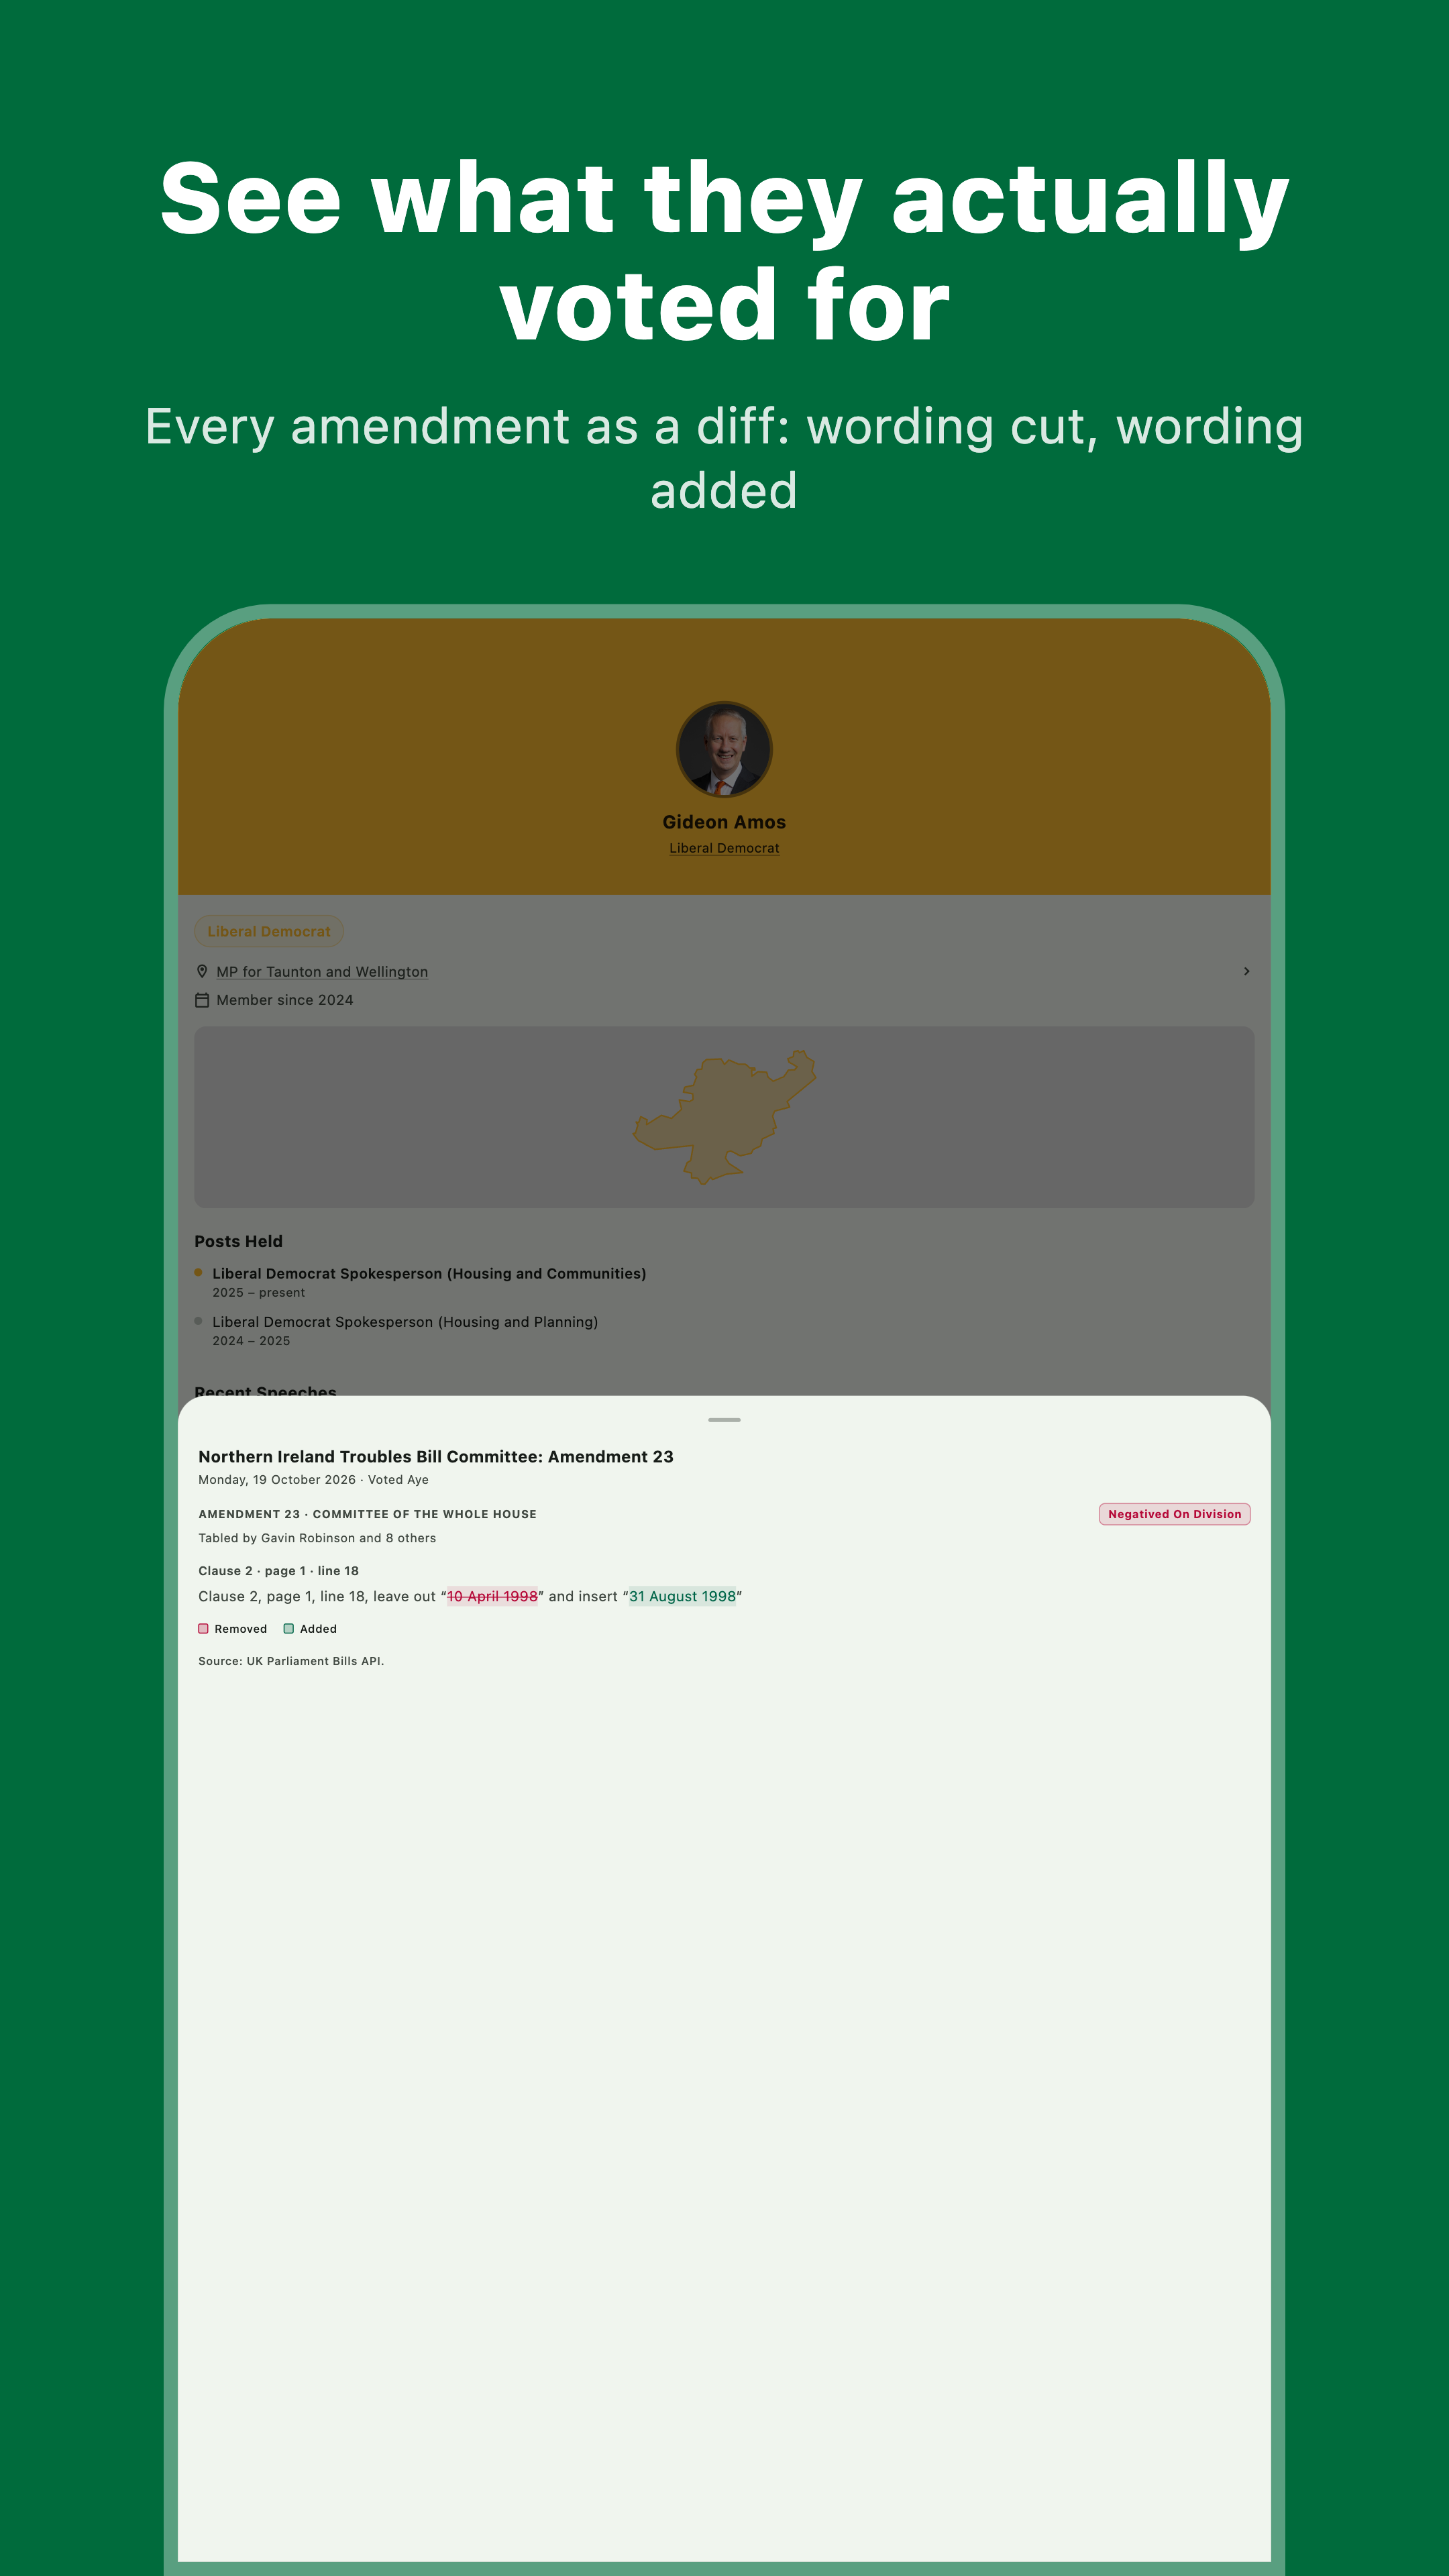 See what they actually
voted for
Every amendment as a diff: wording cut, wording
added
Gideon Amos
Liberal Democrat
Liberal Democrat
MP for Taunton and Wellington
Member since 2024
Posts Held
Liberal Democrat Spokesperson (Housing and Communities)
2025 – present
Liberal Democrat Spokesperson (Housing and Planning)
2024 – 2025
Recent Speeches
Northern Ireland Troubles Bill Committee: Amendment 23
Monday, 19 October 2026 · Voted Aye
AMENDMENT 23 · COMMITTEE OF THE WHOLE HOUSE
Negatived On Division
Tabled by Gavin Robinson and 8 others
Clause 2 · page 1 · line 18
Clause 2, page 1, line 18, leave out “10 April 1998” and insert “31 August 1998”
Removed Added
Source: UK Parliament Bills API.